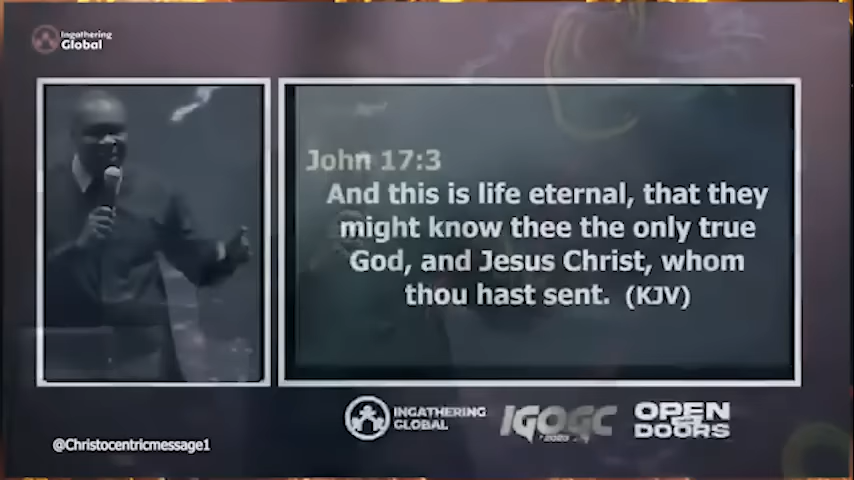 Ingathering
Global
John 17:3
And this is life eternal, that they
might know thee the only true
God, and Jesus Christ, whom
thou hast sent. (KJV)
INGATHERING
GLOBAL
IGOGC
OPEN
DOORS
@Christocentricmessage1